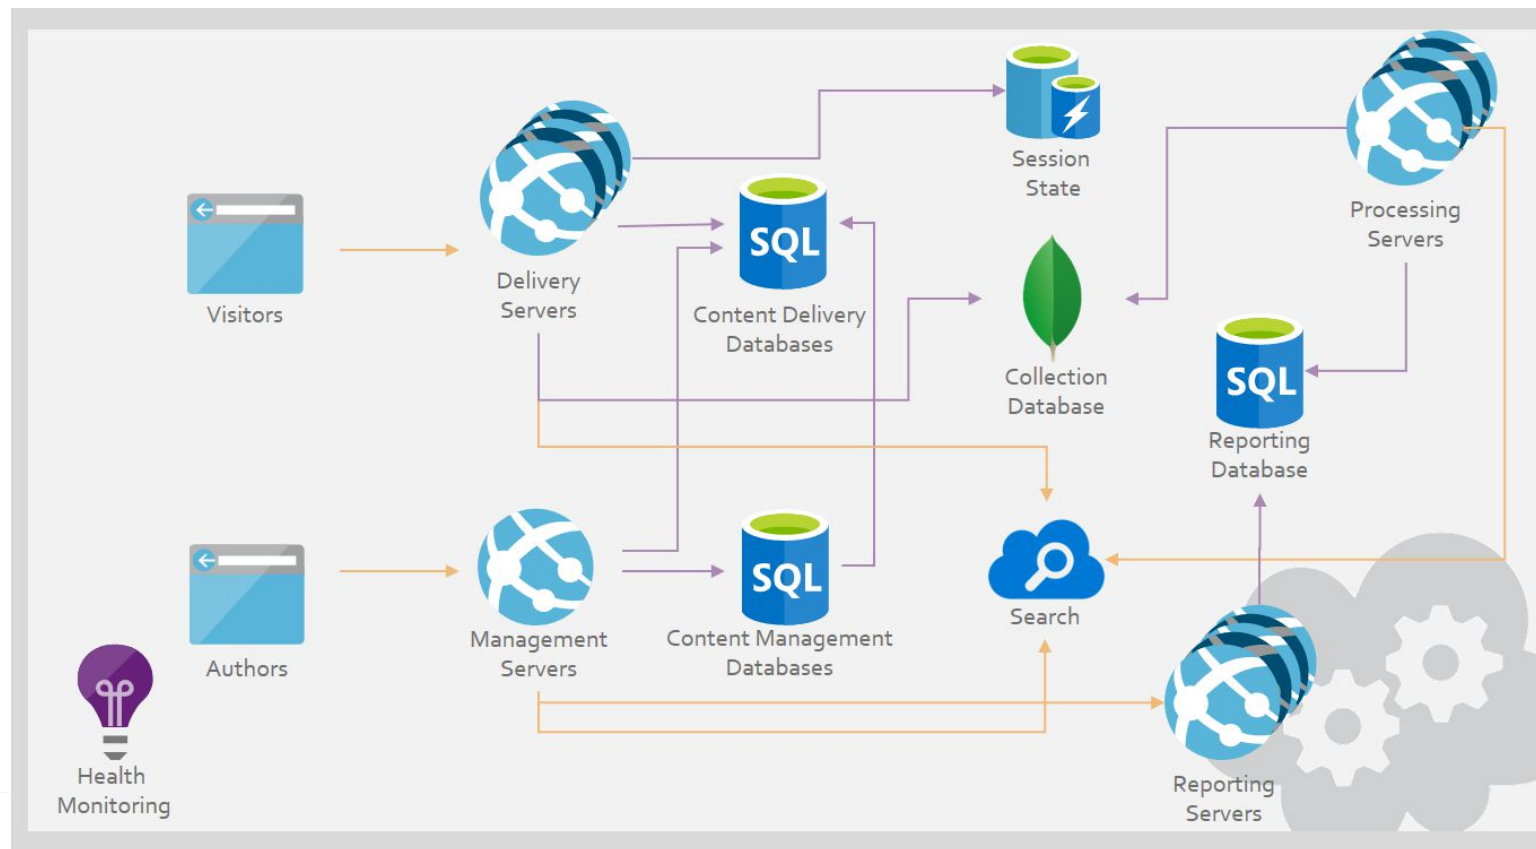 Session
State
Processing
Servers
SQL
Delivery
Servers
Visitors
Content Delivery
Databases
Collection
Database
SQL
Reporting
Database
SQL
Search
Management
Servers
Content Management
Databases
Authors
Health
Monitoring
Reporting
Servers